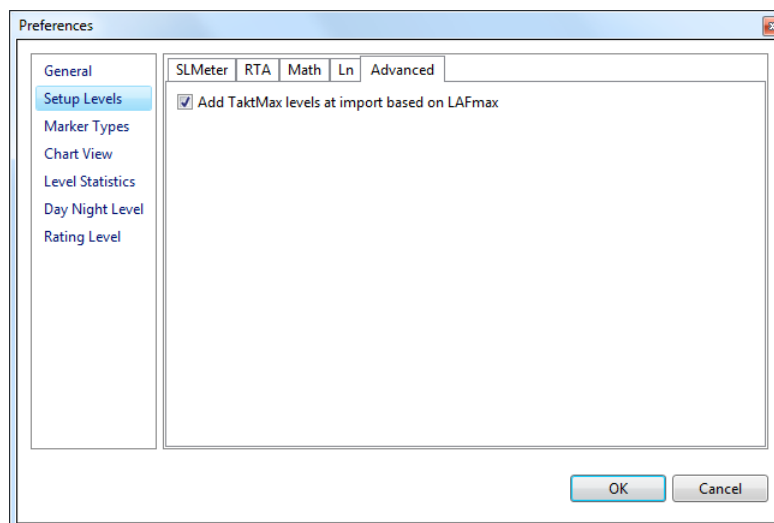 Preferences
General
Setup Levels
Marker Types
Chart View
Level Statistics
Day Night Level
Rating Level
SLMeter RTA Math Ln Advanced
Add TaktMax levels at import based on LAFmax
OK Cancel